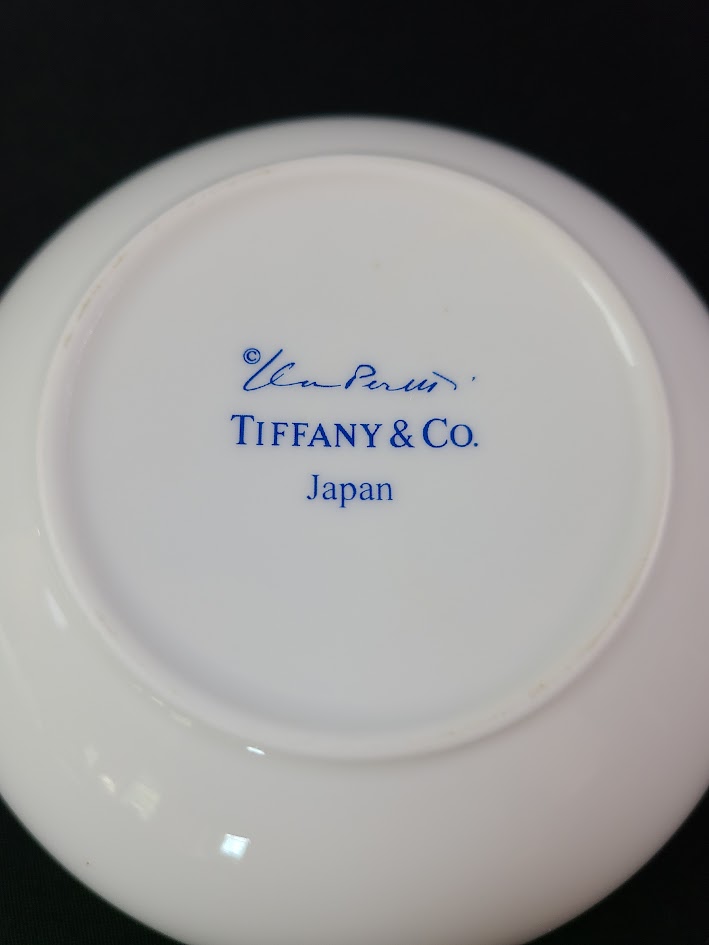 © Elsa Peretti
TIFFANY & CO.
Japan